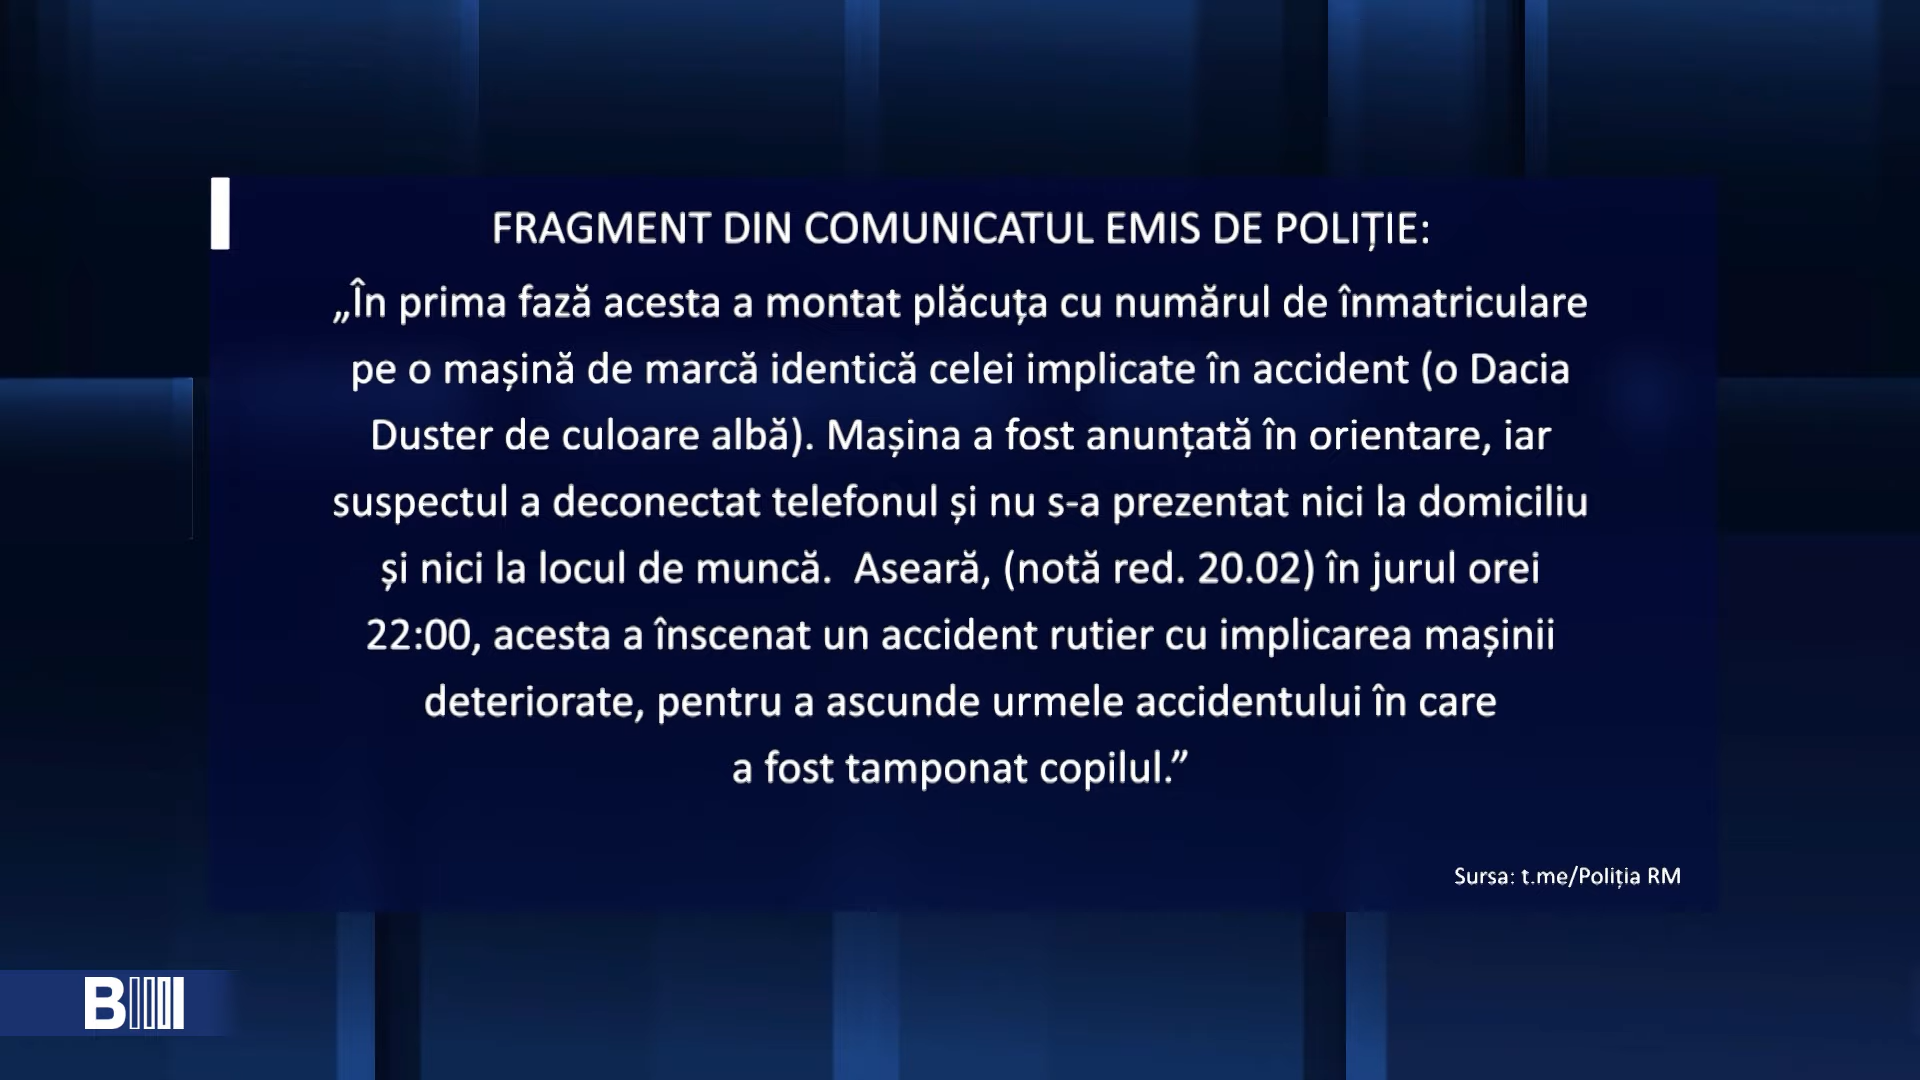 FRAGMENT DIN COMUNICATUL EMIS DE POLIȚIE:
„În prima fază acesta a montat plăcuța cu numărul de înmatriculare
pe o mașină de marcă identică celei implicate în accident (o Dacia
Duster de culoare albă). Mașina a fost anunțată în orientare, iar
suspectul a deconectat telefonul și nu s-a prezentat nici la domiciliu
și nici la locul de muncă.  Aseară, (notă red. 20.02) în jurul orei
22:00, acesta a înscenat un accident rutier cu implicarea mașinii
deteriorate, pentru a ascunde urmele accidentului în care
a fost tamponat copilul.”
Sursa: t.me/Poliția RM
B